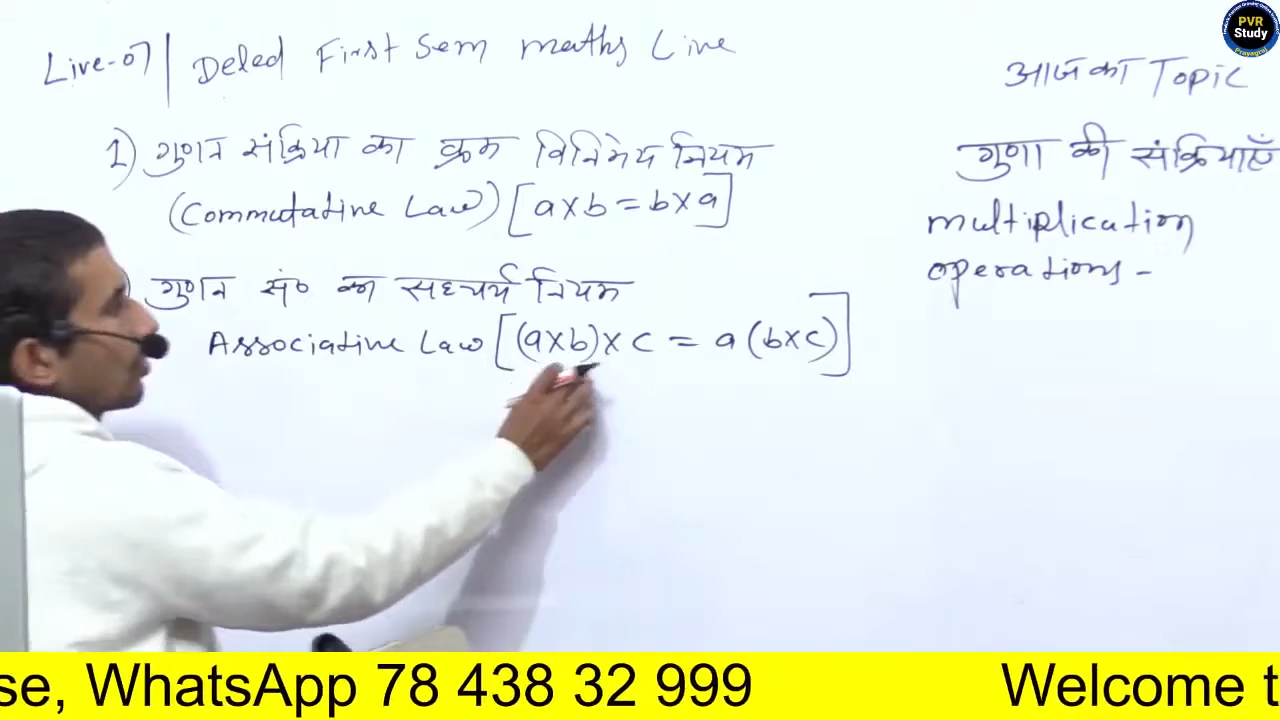 Live-07 | Deled First Sem maths Live
1) गुणन संक्रिया का क्रम विनिमेय नियम
(Commutative Law) [a×b = b×a]
गुणन सं० का सहचर्य नियम
Associative Law [(a×b)×c = a(b×c)]
आज का Topic
गुणा की संक्रियाएँ
multiplication
operations -
PVR
Study
Prayagraj
se, WhatsApp 78 438 32 999 Welcome t